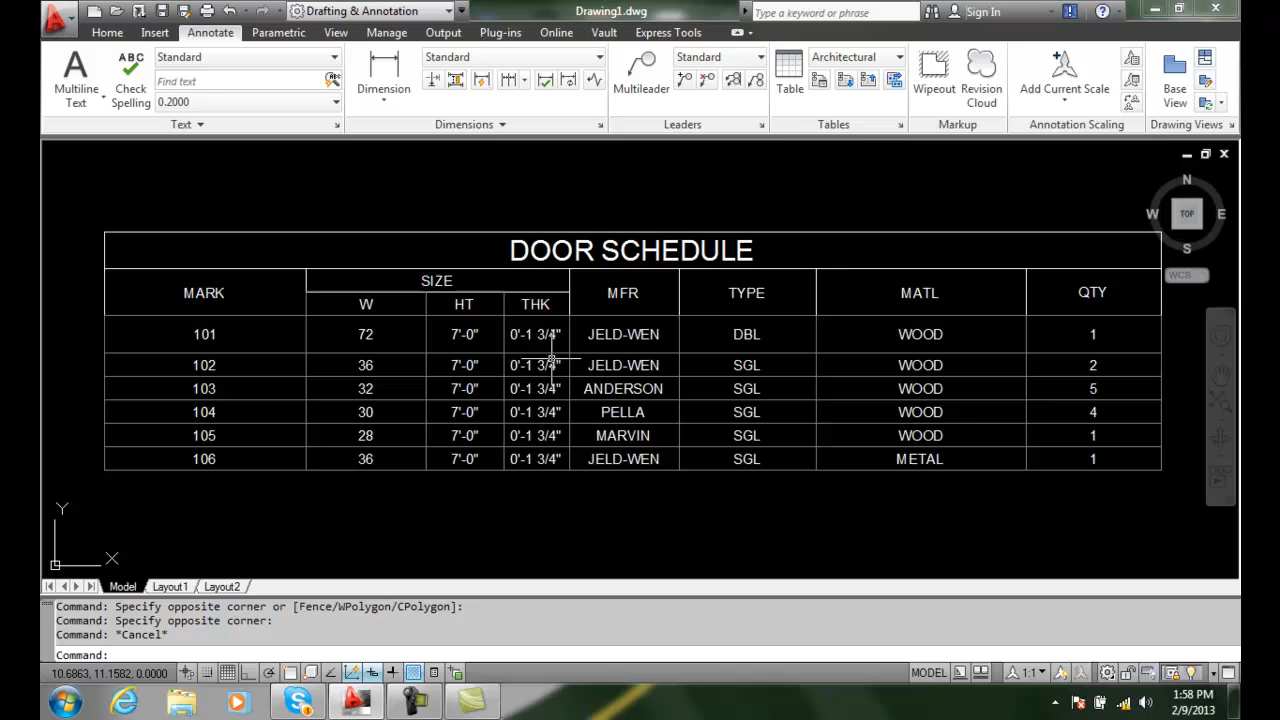 Drafting & Annotation
Drawing1.dwg
Type a keyword or phrase
Sign In
Home Insert Annotate Parametric View Manage Output Plug-ins Online Vault Express Tools
Multiline Text
ABC
Check Spelling
Standard
Find text
0.2000
Dimension
Standard
Multileader
Standard
Table
Architectural
Wipeout
Revision Cloud
Add Current Scale
Base View
Text Dimensions Leaders Tables Markup Annotation Scaling Drawing Views
N
W TOP E
S
WCS
DOOR SCHEDULE
MARK SIZE MFR TYPE MATL QTY
W HT THK
101 72 7'-0" 0'-1 3/4" JELD-WEN DBL WOOD 1
102 36 7'-0" 0'-1 3/4" JELD-WEN SGL WOOD 2
103 32 7'-0" 0'-1 3/4" ANDERSON SGL WOOD 5
104 30 7'-0" 0'-1 3/4" PELLA SGL WOOD 4
105 28 7'-0" 0'-1 3/4" MARVIN SGL WOOD 1
106 36 7'-0" 0'-1 3/4" JELD-WEN SGL METAL 1
Y
X
Model Layout1 Layout2
Command: Specify opposite corner or [Fence/WPolygon/CPolygon]:
Command: Specify opposite corner:
Command: *Cancel*
Command:
10.6863, 11.1582, 0.0000
MODEL
1:1
1:58 PM
2/9/2013